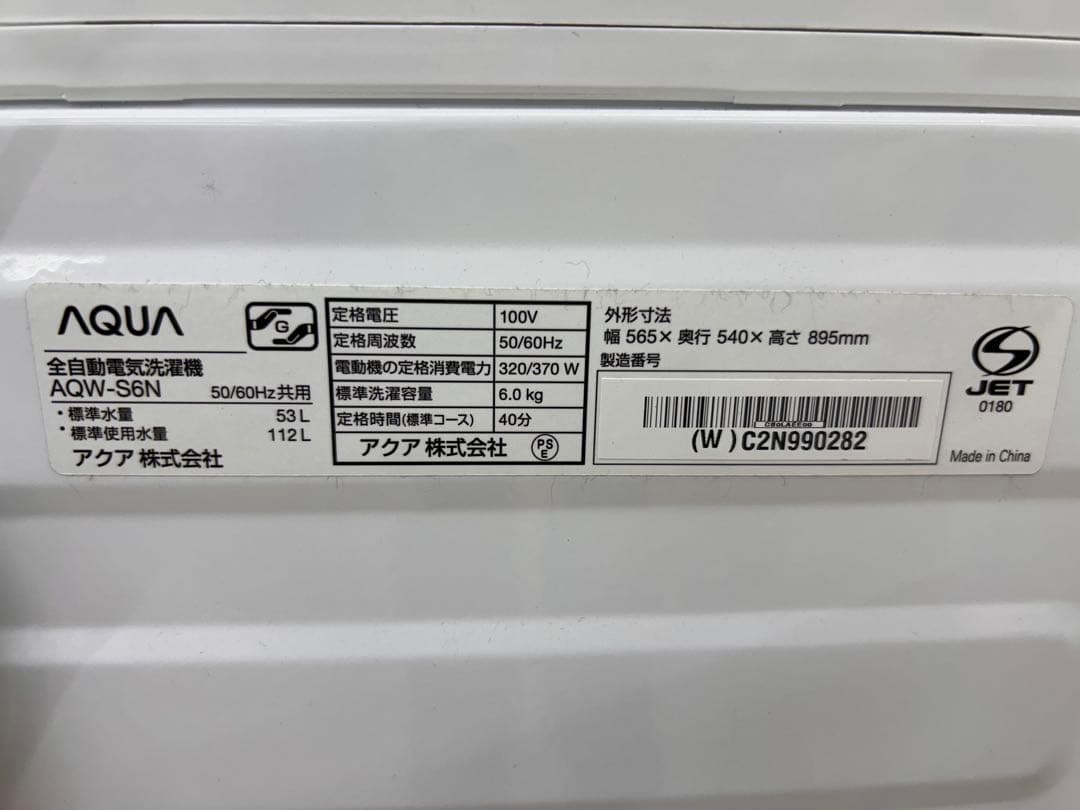 AQUA
G
全自動電気洗濯機
AQW-S6N 50/60Hz共用
・標準水量 53L
・標準使用水量 112L
アクア 株式会社
定格電圧 100V
定格周波数 50/60Hz
電動機の定格消費電力 320/370 W
標準洗濯容量 6.0 kg
定格時間(標準コース) 40分
アクア 株式会社 PSE
外形寸法
幅 565× 奥行 540× 高さ 895mm
製造番号
(W)C2N990282
S
JET
0180
Made in China